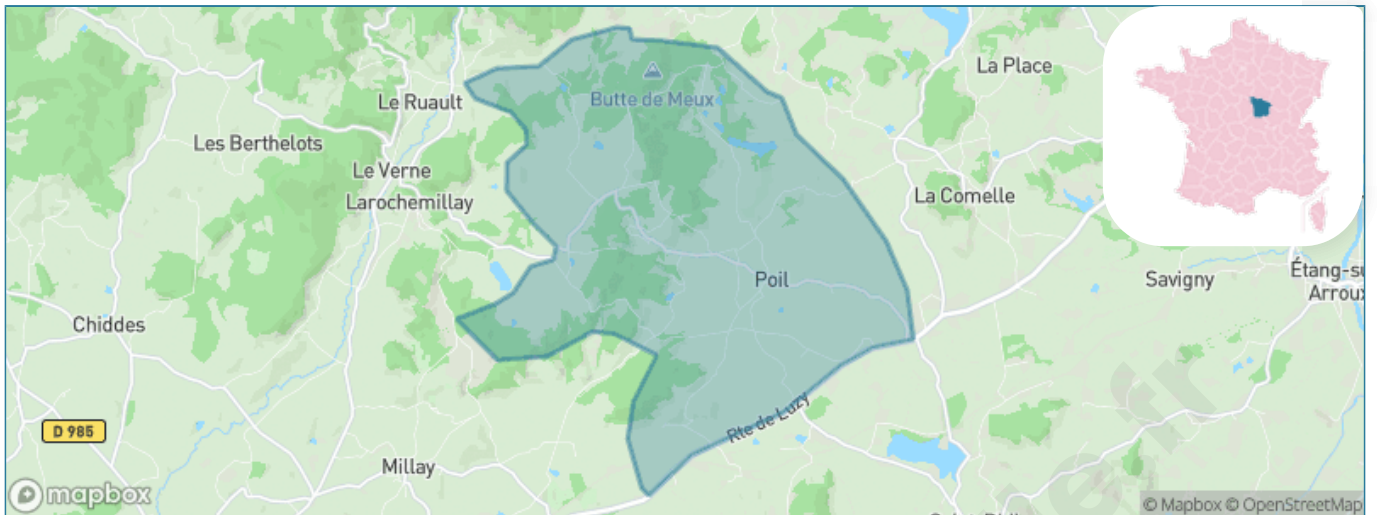 La Place
Le Ruault
Butte de Meux
Les Berthelots
Le Verne
Larochemillay
La Comelle
Poil
Savigny
Étang-su
Arroux
Chiddes
Rte de Luzy
D 985
Millay
mapbox
© Mapbox © OpenStreetMap